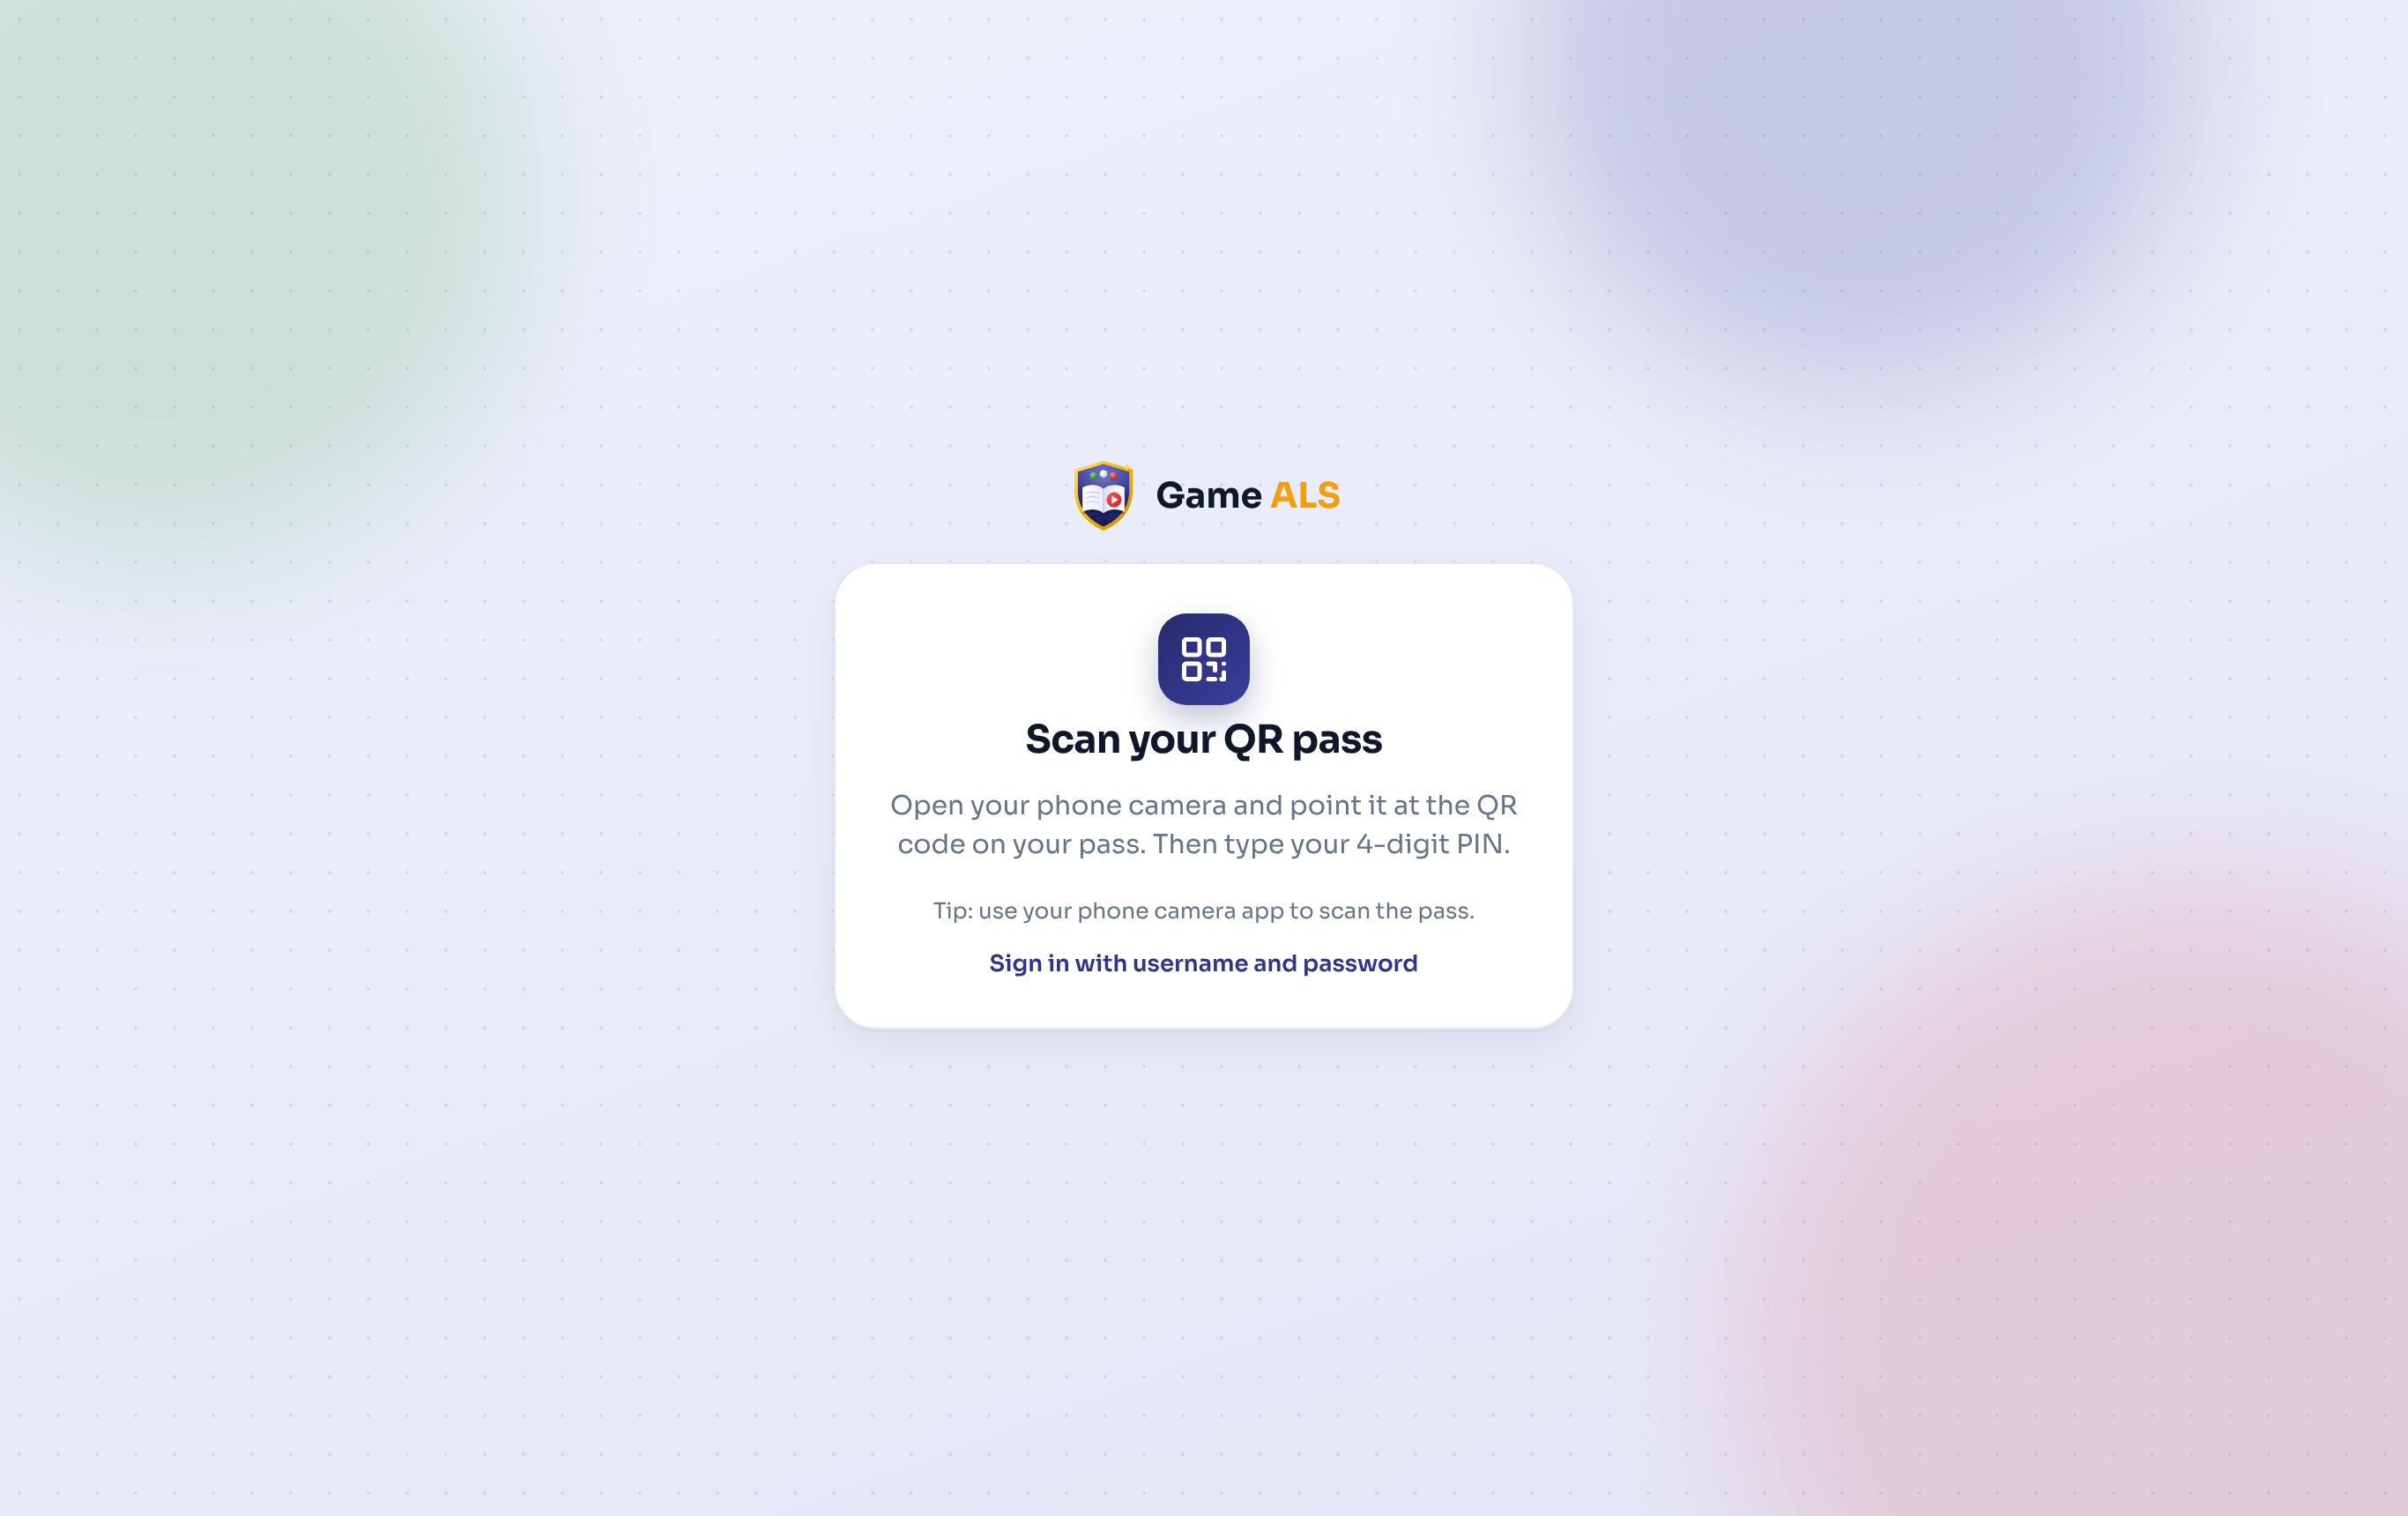 Game ALS
Scan your QR pass
Open your phone camera and point it at the QR
code on your pass. Then type your 4-digit PIN.
Tip: use your phone camera app to scan the pass.
Sign in with username and password